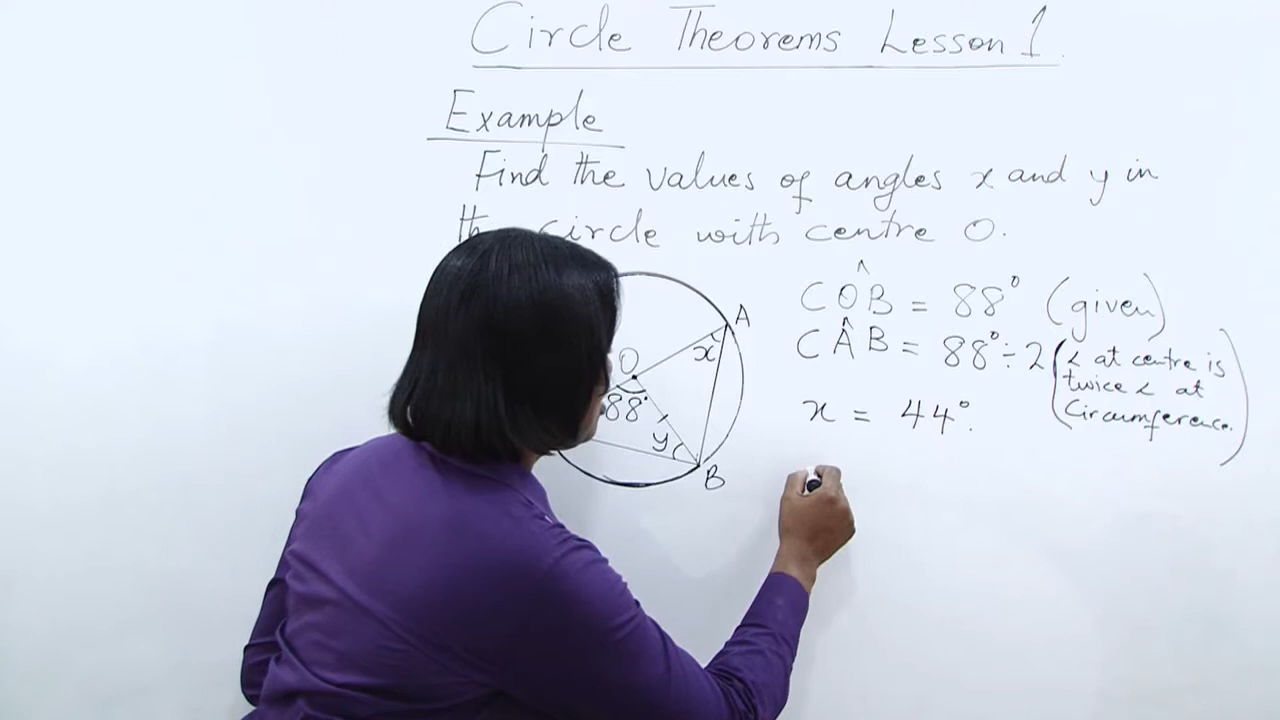 Circle Theorems Lesson 1
Example
Find the values of angles x and y in
circle with centre O.
CÔB = 88° (given)
CÂB = 88° ÷ 2 (∠ at centre is
twice ∠ at
circumference.)
x = 44°.
A
x
O
88°
y
B